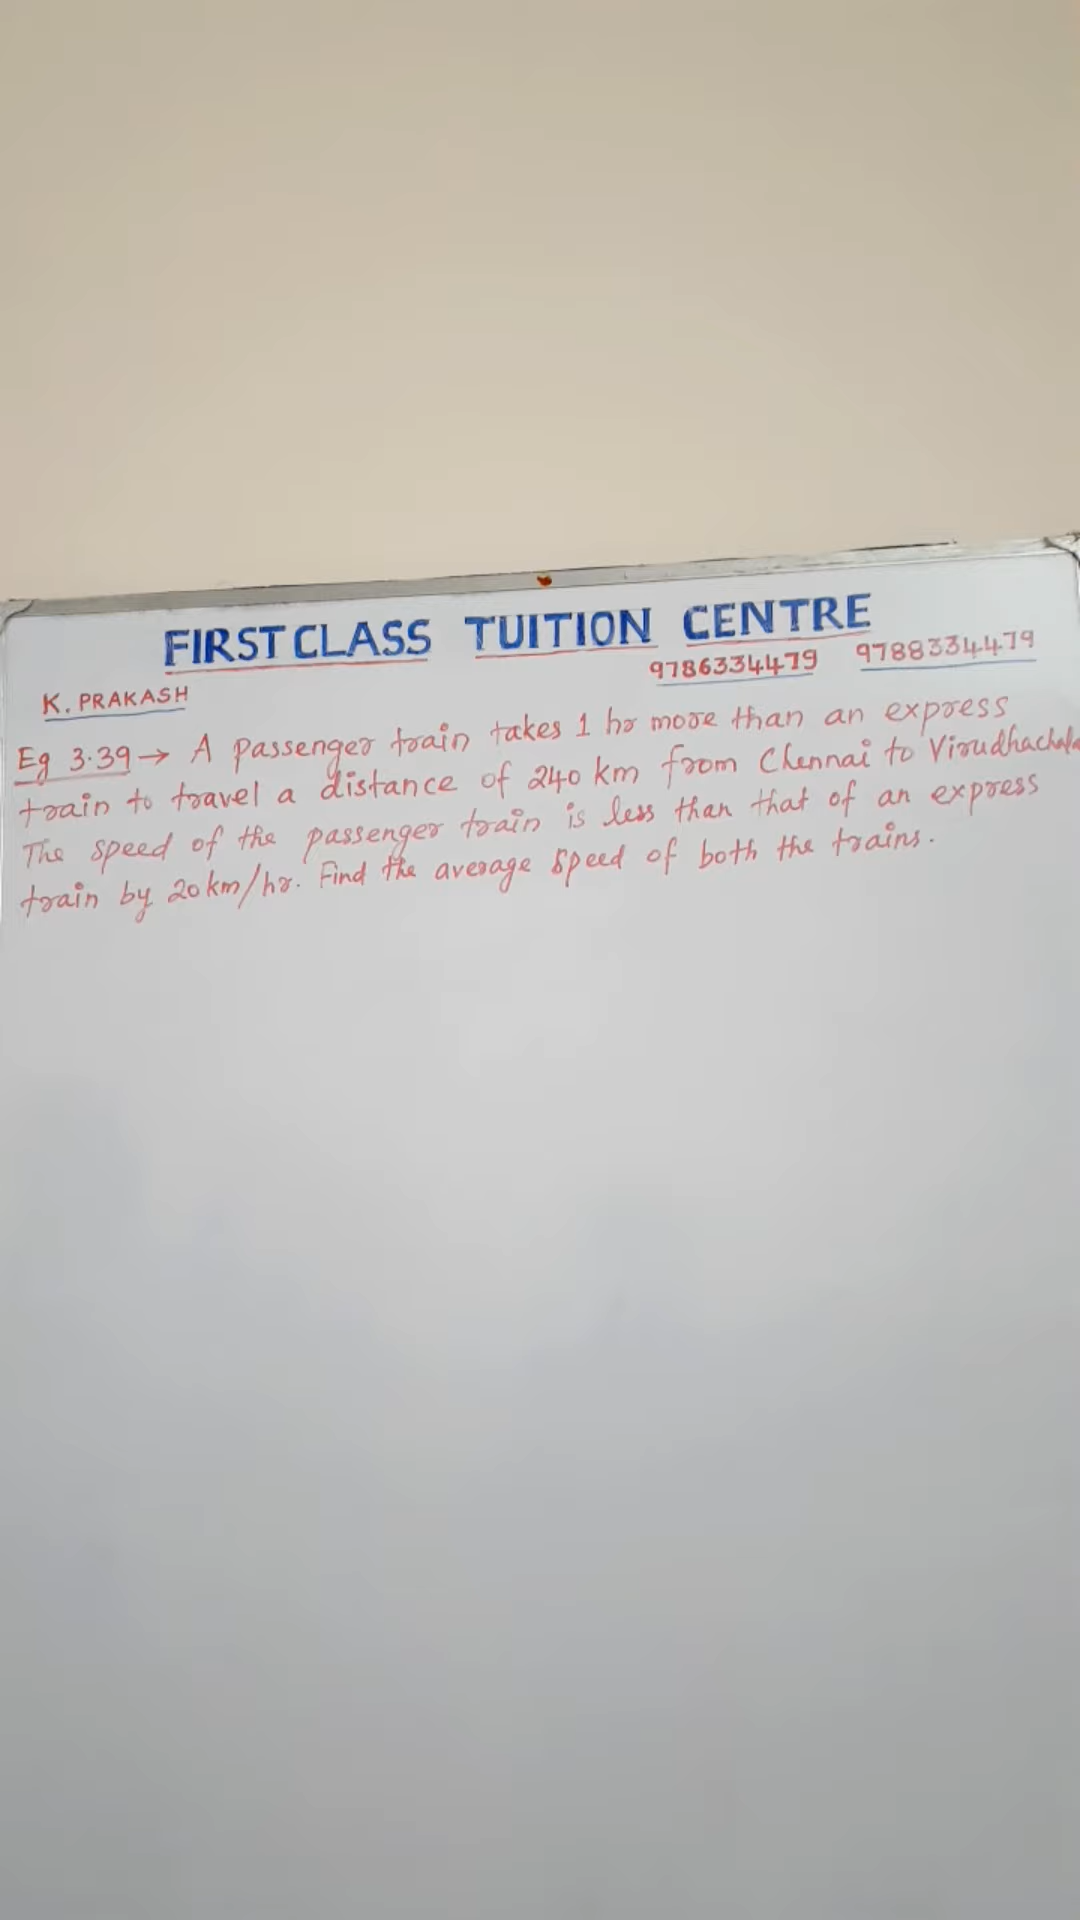 FIRST CLASS TUITION CENTRE
9786334479 9788334479
K. PRAKASH
Eg 3.39 → A passenger train takes 1 hr more than an express
train to travel a distance of 240 km from Chennai to Virudhachala
The speed of the passenger train is less than that of an express
train by 20 km/hr. Find the average speed of both the trains.